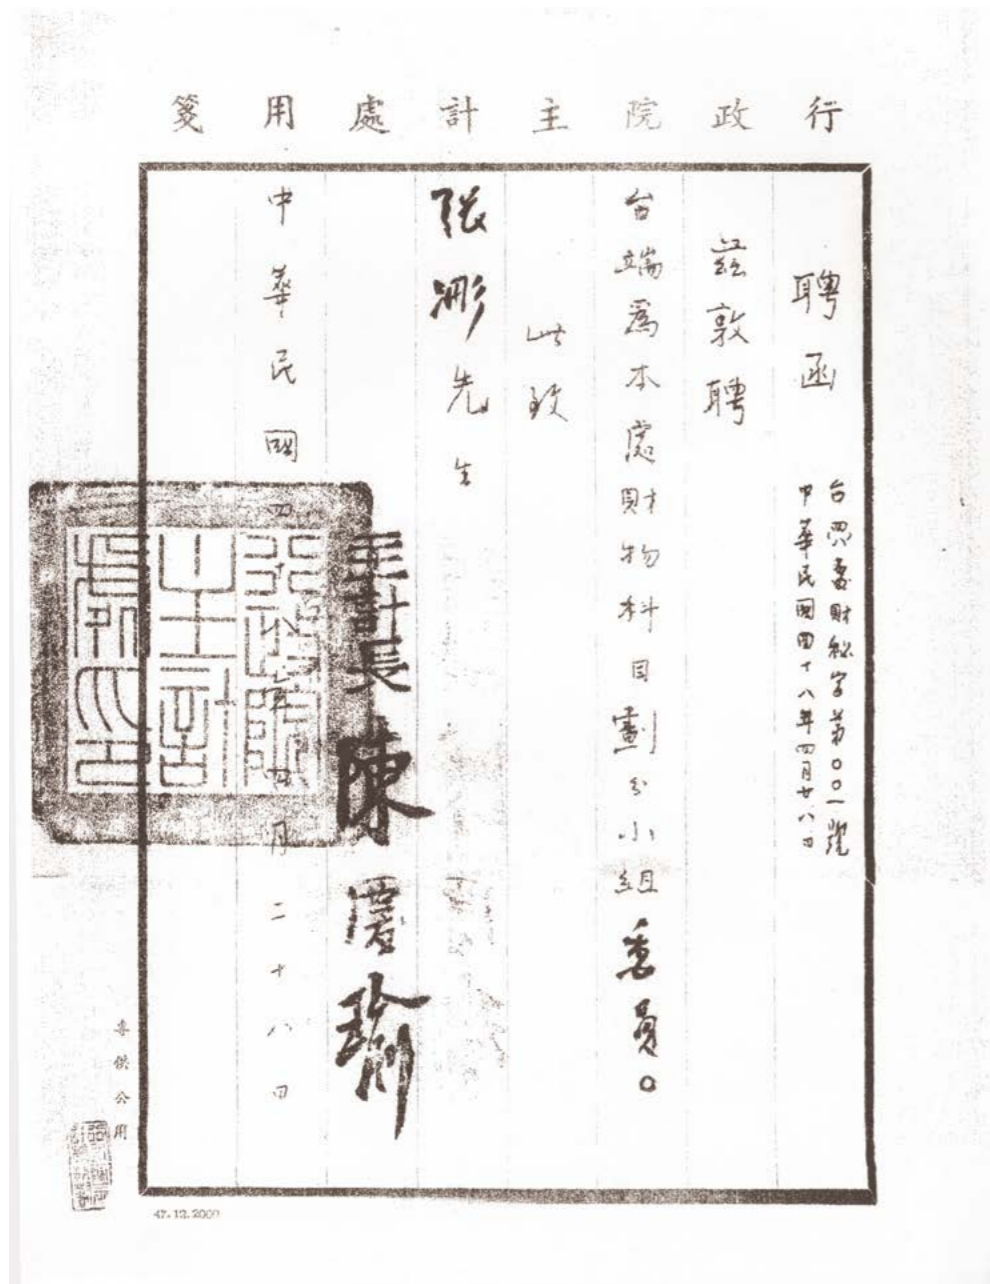 行政院主計處用箋
聘函
台四八處財秘字第〇〇一號
中華民國四十八年四月廿八日
茲敦聘
台端為本處財物科目劃分小組委員。
此致
張彫先生
主計長 陳慶瑜
中華民國四 年四月二十八日
專供公用
47.12.2000